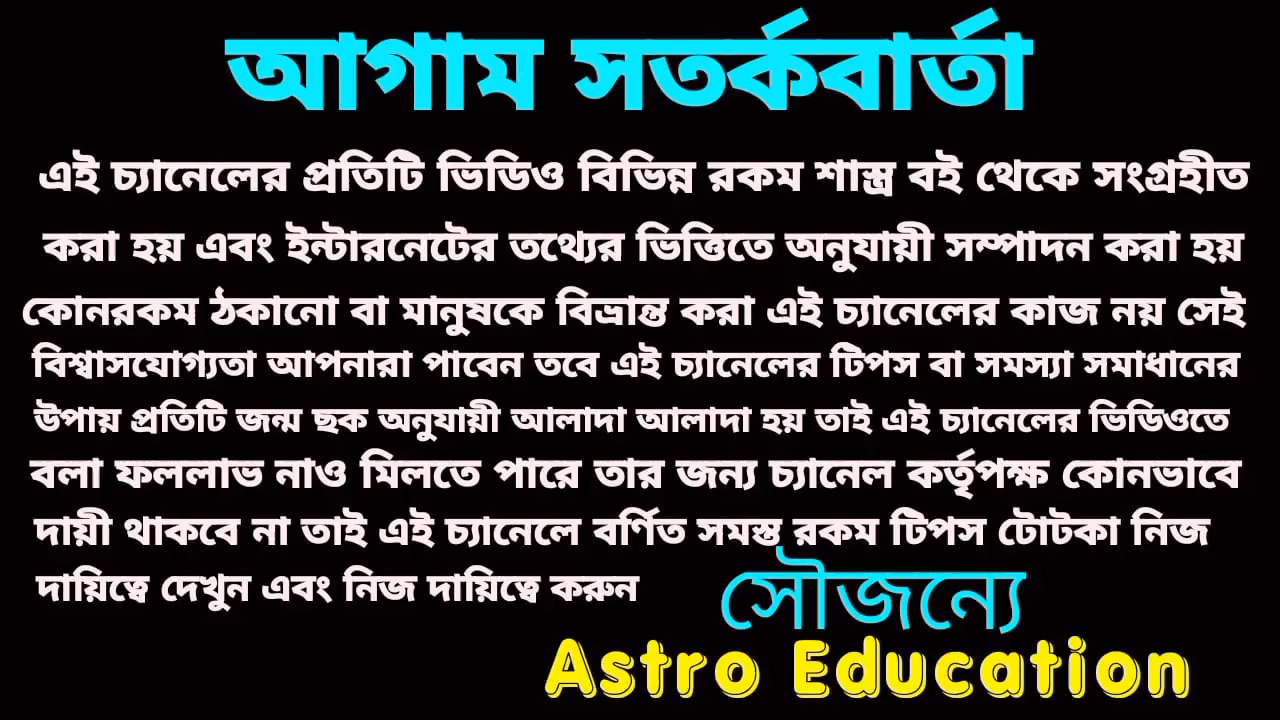 আগাম সতর্কবার্তা
এই চ্যানেলের প্রতিটি ভিডিও বিভিন্ন রকম শাস্ত্র বই থেকে সংগ্রহীত
করা হয় এবং ইন্টারনেটের তথ্যের ভিত্তিতে অনুযায়ী সম্পাদন করা হয়
কোনরকম ঠকানো বা মানুষকে বিভ্রান্ত করা এই চ্যানেলের কাজ নয় সেই
বিশ্বাসযোগ্যতা আপনারা পাবেন তবে এই চ্যানেলের টিপস বা সমস্যা সমাধানের
উপায় প্রতিটি জন্ম ছক অনুযায়ী আলাদা আলাদা হয় তাই এই চ্যানেলের ভিডিওতে
বলা ফললাভ নাও মিলতে পারে তার জন্য চ্যানেল কর্তৃপক্ষ কোনভাবে
দায়ী থাকবে না তাই এই চ্যানেলে বর্ণিত সমস্ত রকম টিপস টোটকা নিজ
দায়িত্বে দেখুন এবং নিজ দায়িত্বে করুন
সৌজন্যে
Astro Education